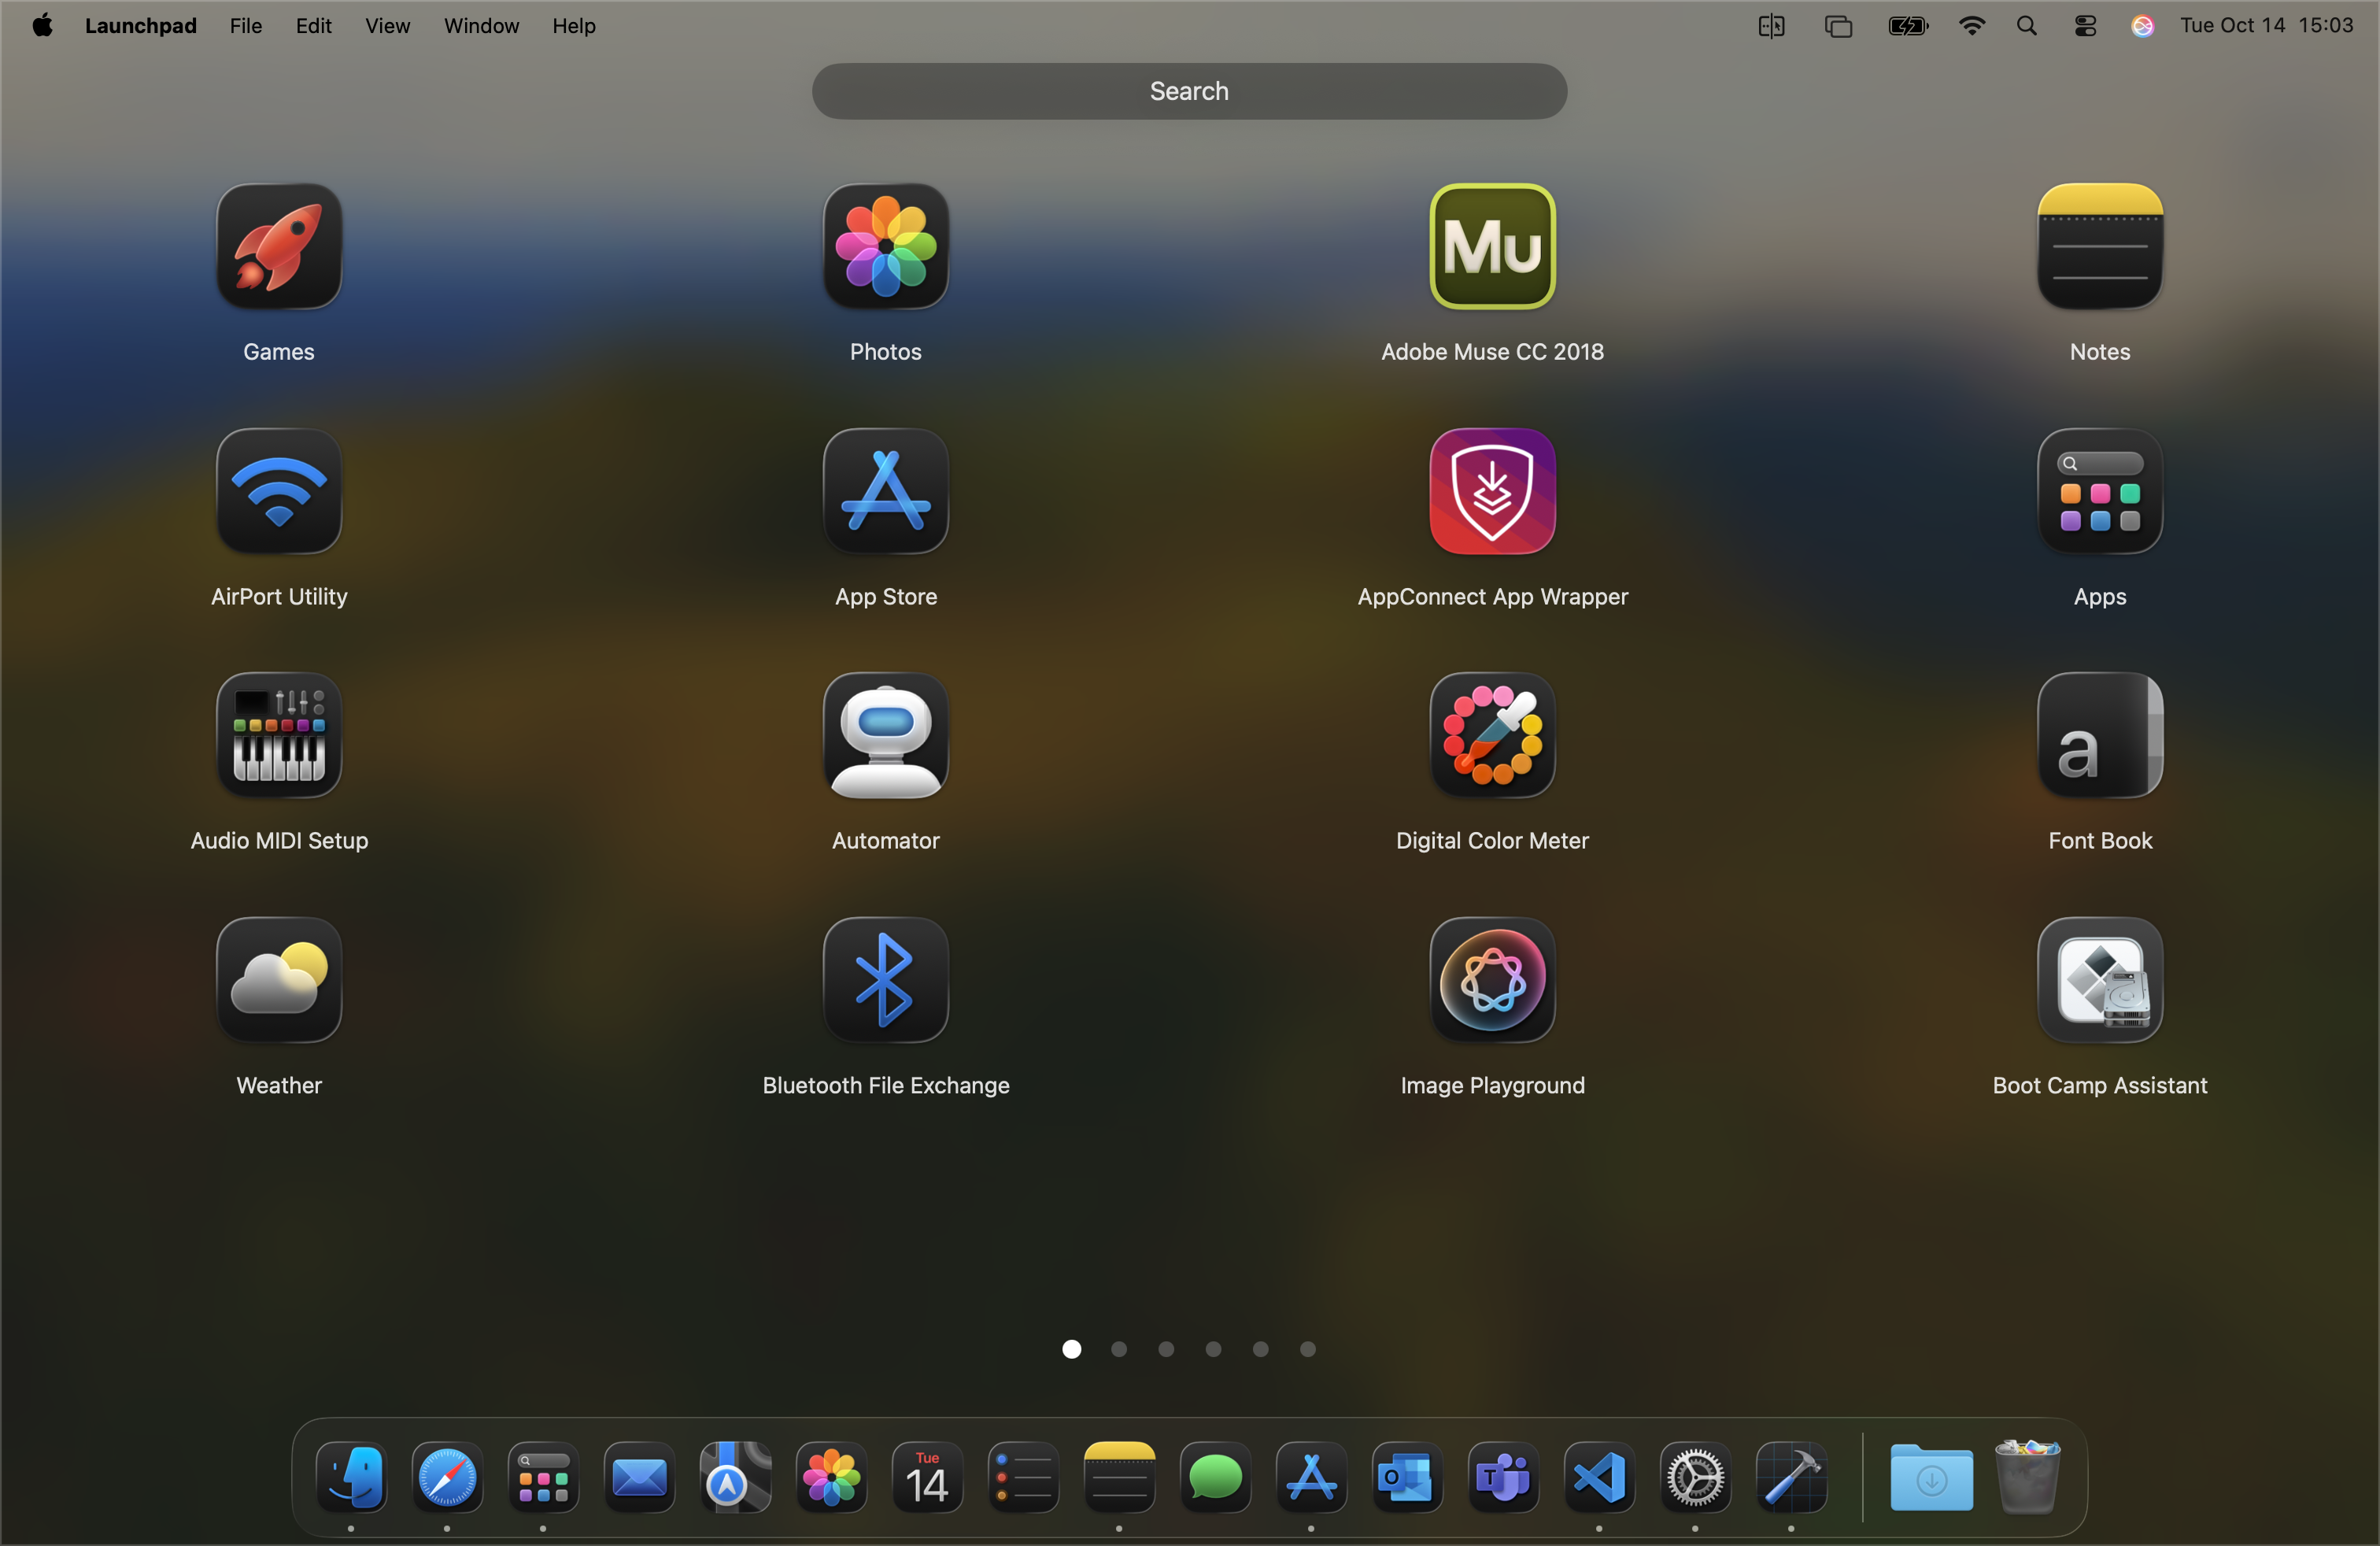 Launchpad File Edit View Window Help Tue Oct 14 15:03
Search
Games Photos Adobe Muse CC 2018 Notes
AirPort Utility App Store AppConnect App Wrapper Apps
Audio MIDI Setup Automator Digital Color Meter Font Book
Weather Bluetooth File Exchange Image Playground Boot Camp Assistant
Mu
a
Tue
14
O
T